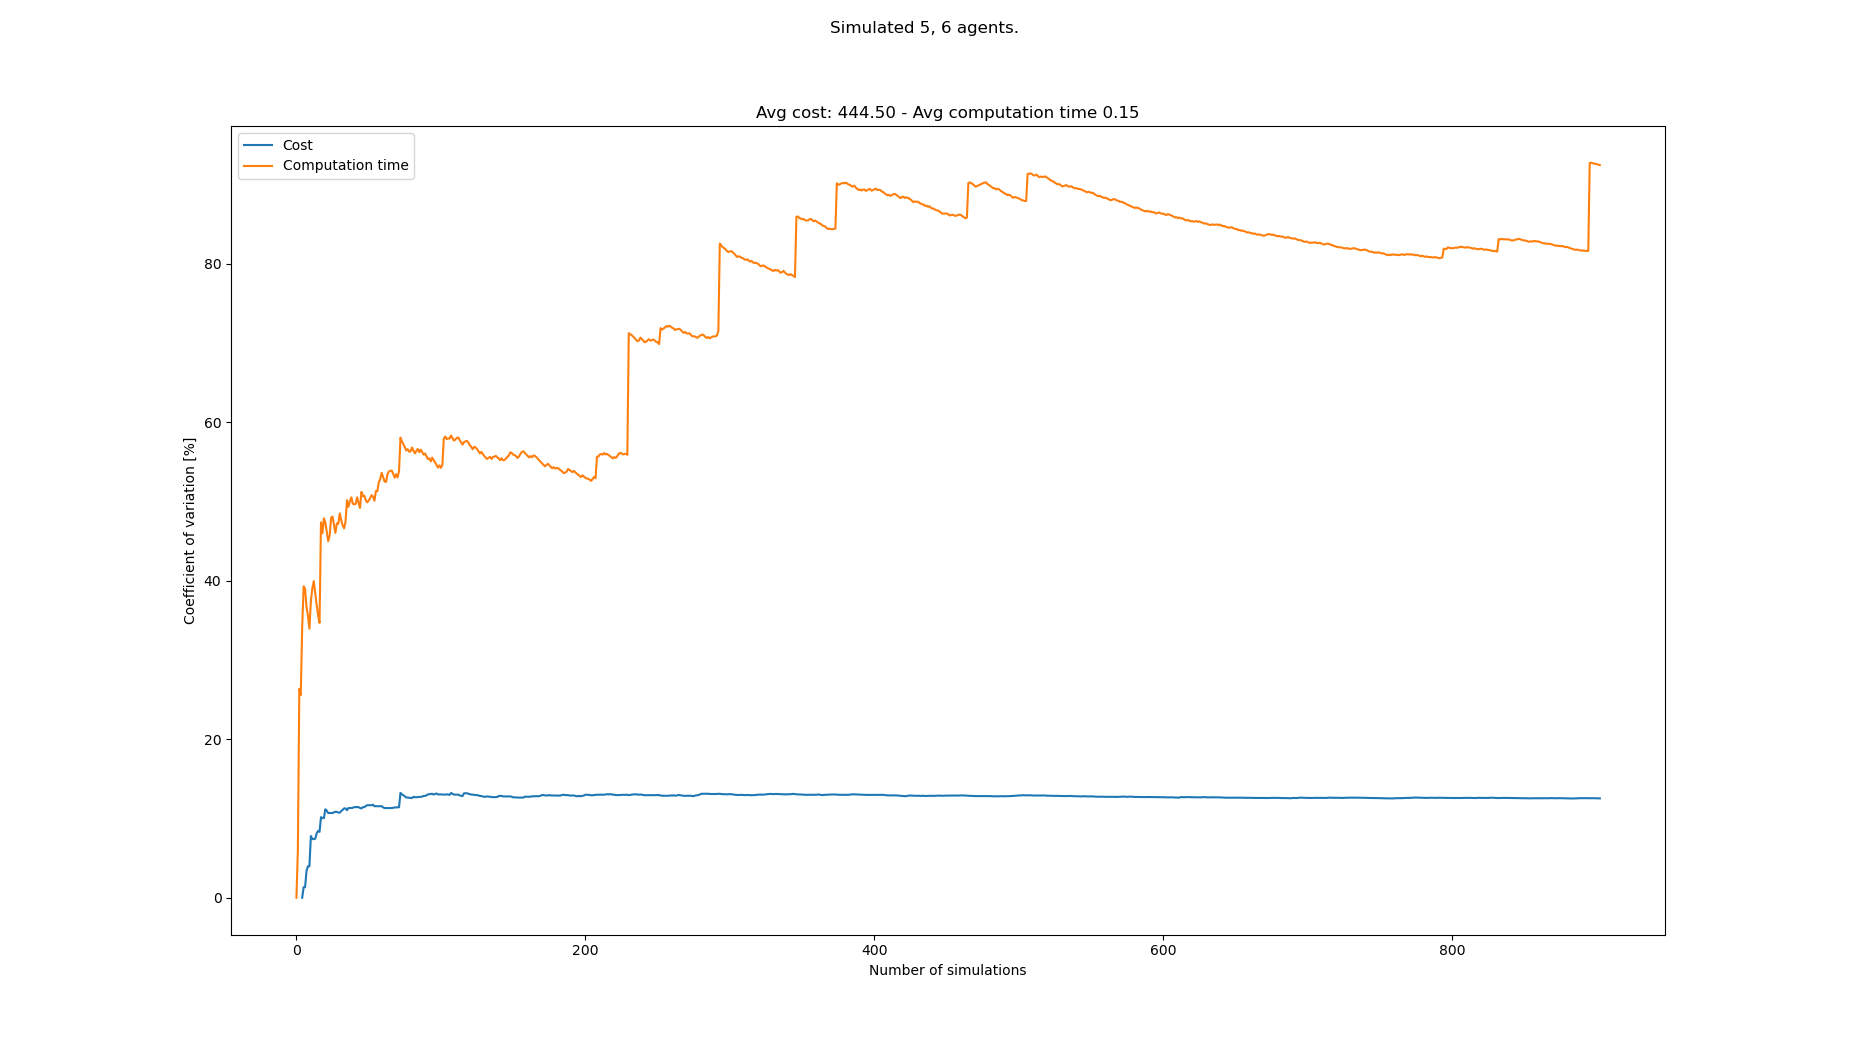 Simulated 5, 6 agents.
Avg cost: 444.50 - Avg computation time 0.15
Cost
Computation time
80
60
40
20
0
Coefficient of variation [%]
0 200 400 600 800
Number of simulations